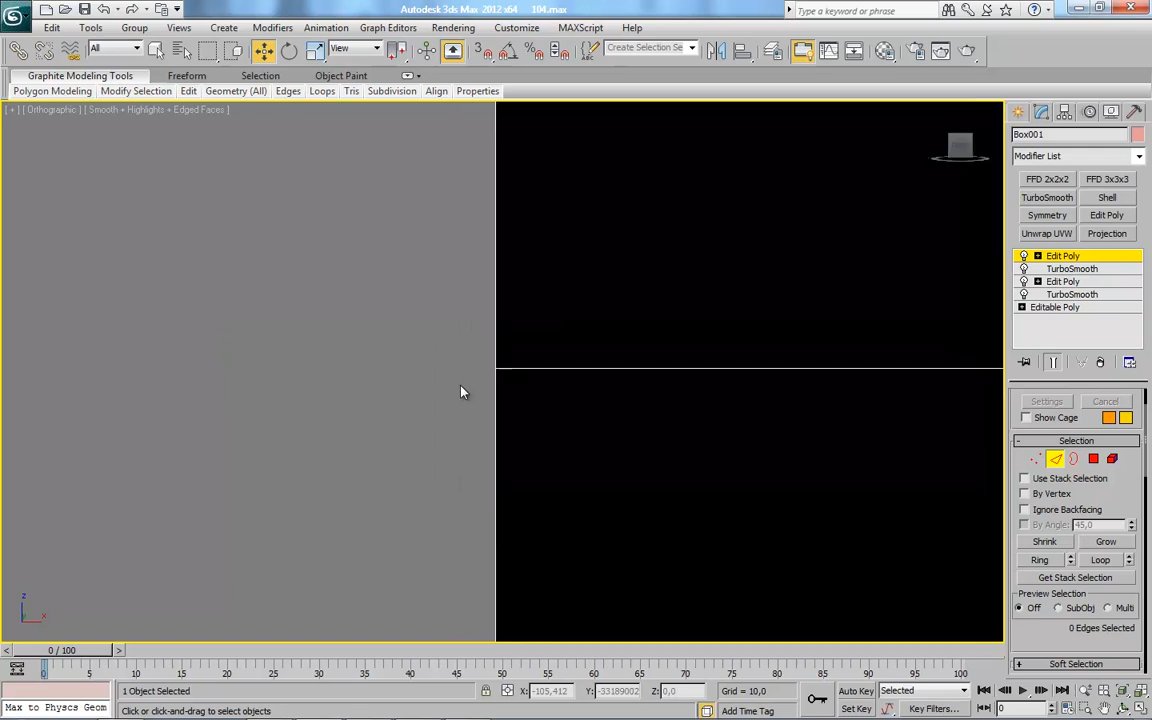 Autodesk 3ds Max 2012 x64    104.max
Type a keyword or phrase
Edit Tools Group Views Create Modifiers Animation Graph Editors Rendering Customize MAXScript Help
All View 3 Create Selection Se
Graphite Modeling Tools Freeform Selection Object Paint
Polygon Modeling Modify Selection Edit Geometry (All) Edges Loops Tris Subdivision Align Properties
[ + ] [ Orthographic ] [ Smooth + Highlights + Edged Faces ]
Box001
Modifier List
FFD 2x2x2 FFD 3x3x3
TurboSmooth Shell
Symmetry Edit Poly
Unwrap UVW Projection
Edit Poly
TurboSmooth
Edit Poly
TurboSmooth
Editable Poly
Settings Cancel
Show Cage
- Selection
Use Stack Selection
By Vertex
Ignore Backfacing
By Angle: 45,0
Shrink Grow
Ring Loop
Get Stack Selection
Preview Selection
Off SubObj Multi
0 Edges Selected
+ Soft Selection
z
x
< 0 / 100 >
0 5 10 15 20 25 30 35 40 45 50 55 60 65 70 75 80 85 90 95 100
1 Object Selected X: -105,412 Y: -33189002 Z: 0,0 Grid = 10,0 Auto Key Selected
Max to Physcs Geom Click or click-and-drag to select objects Add Time Tag Set Key Key Filters... 0